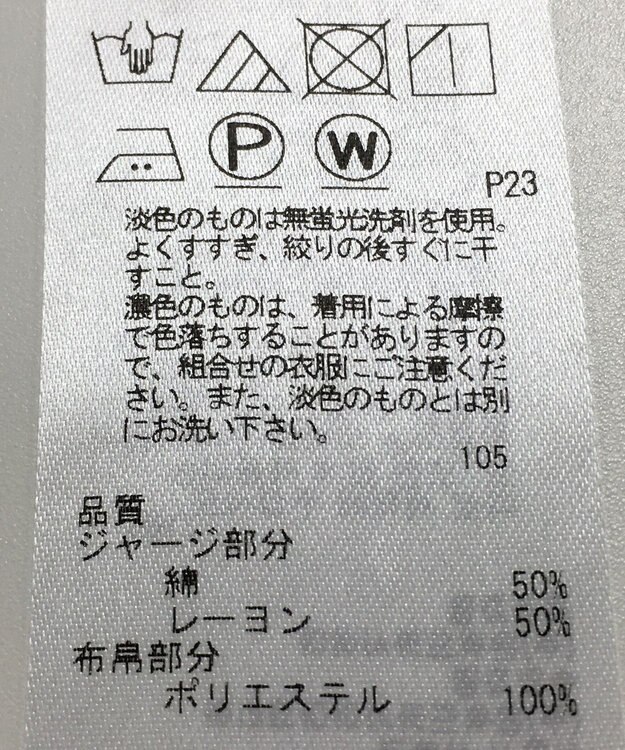 P W
P23
淡色のものは無蛍光洗剤を使用。
よくすすぎ、絞りの後すぐに干
すこと。
濃色のものは、着用による摩擦
で色落ちすることがありますの
で、組合せの衣服にご注意くだ
さい。また、淡色のものとは別
にお洗い下さい。
105
品質
ジャージ部分
綿 50%
レーヨン 50%
布帛部分
ポリエステル 100%